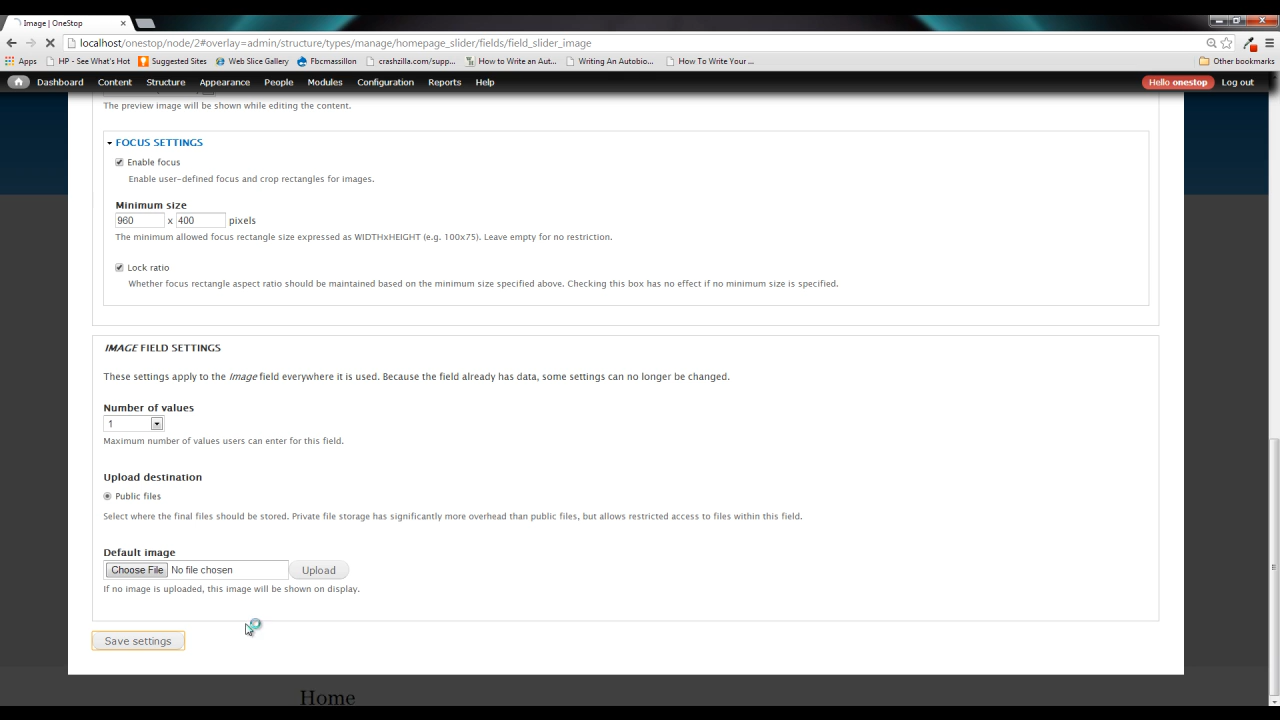 Image | OneStop
localhost/onestop/node/2#overlay=admin/structure/types/manage/homepage_slider/fields/field_slider_image
Apps HP - See What's Hot Suggested Sites Web Slice Gallery Fbcmassillon crashzilla.com/supp... How to Write an Aut... Writing An Autobio... How To Write Your ... Other bookmarks
Dashboard Content Structure Appearance People Modules Configuration Reports Help Hello onestop Log out
The preview image will be shown while editing the content.
FOCUS SETTINGS
Enable focus
Enable user-defined focus and crop rectangles for images.
Minimum size
960 x 400 pixels
The minimum allowed focus rectangle size expressed as WIDTHxHEIGHT (e.g. 100x75). Leave empty for no restriction.
Lock ratio
Whether focus rectangle aspect ratio should be maintained based on the minimum size specified above. Checking this box has no effect if no minimum size is specified.
IMAGE FIELD SETTINGS
These settings apply to the Image field everywhere it is used. Because the field already has data, some settings can no longer be changed.
Number of values
1
Maximum number of values users can enter for this field.
Upload destination
Public files
Select where the final files should be stored. Private file storage has significantly more overhead than public files, but allows restricted access to files within this field.
Default image
Choose File No file chosen Upload
If no image is uploaded, this image will be shown on display.
Save settings
Home